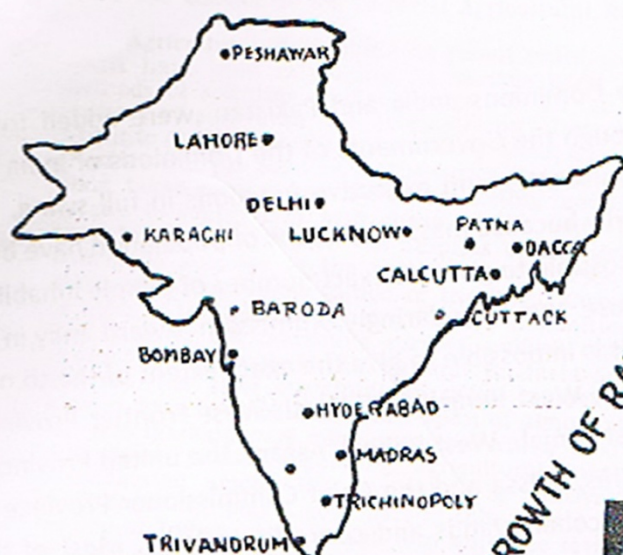 PESHAWAR
LAHORE
DELHI
LUCKNOW
PATNA
DACCA
KARACHI
CALCUTTA
BARODA
CUTTACK
BOMBAY
HYDERABAD
MADRAS
TRICHINOPOLY
TRIVANDRUM
ROWTH OF RA